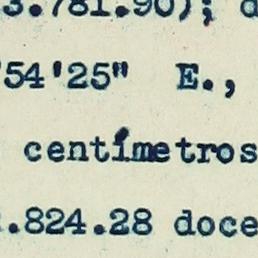 3.781.90); d
°54'25" E.,
centímetros
.824.28 doce